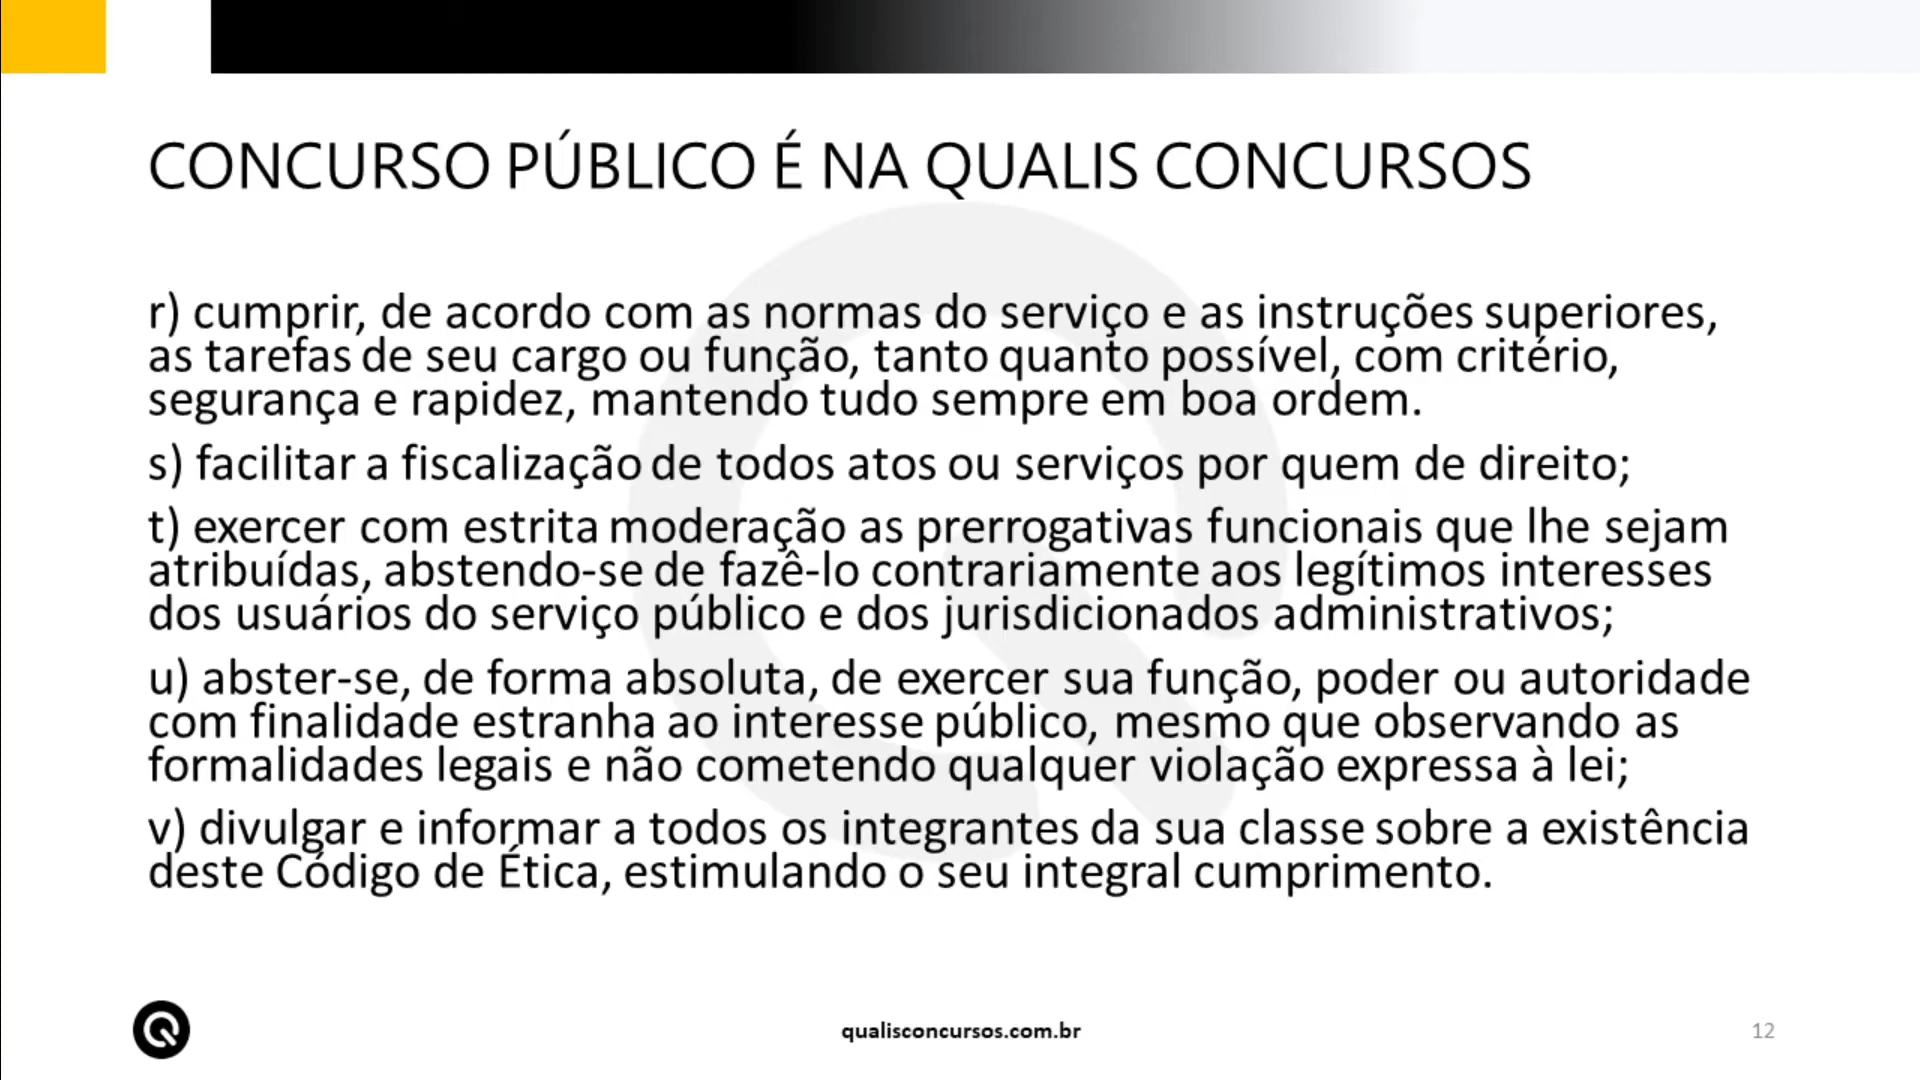 CONCURSO PÚBLICO É NA QUALIS CONCURSOS
r) cumprir, de acordo com as normas do serviço e as instruções superiores,
as tarefas de seu cargo ou função, tanto quanto possível, com critério,
segurança e rapidez, mantendo tudo sempre em boa ordem.
s) facilitar a fiscalização de todos atos ou serviços por quem de direito;
t) exercer com estrita moderação as prerrogativas funcionais que lhe sejam
atribuídas, abstendo-se de fazê-lo contrariamente aos legítimos interesses
dos usuários do serviço público e dos jurisdicionados administrativos;
u) abster-se, de forma absoluta, de exercer sua função, poder ou autoridade
com finalidade estranha ao interesse público, mesmo que observando as
formalidades legais e não cometendo qualquer violação expressa à lei;
v) divulgar e informar a todos os integrantes da sua classe sobre a existência
deste Código de Ética, estimulando o seu integral cumprimento.
qualisconcursos.com.br
12